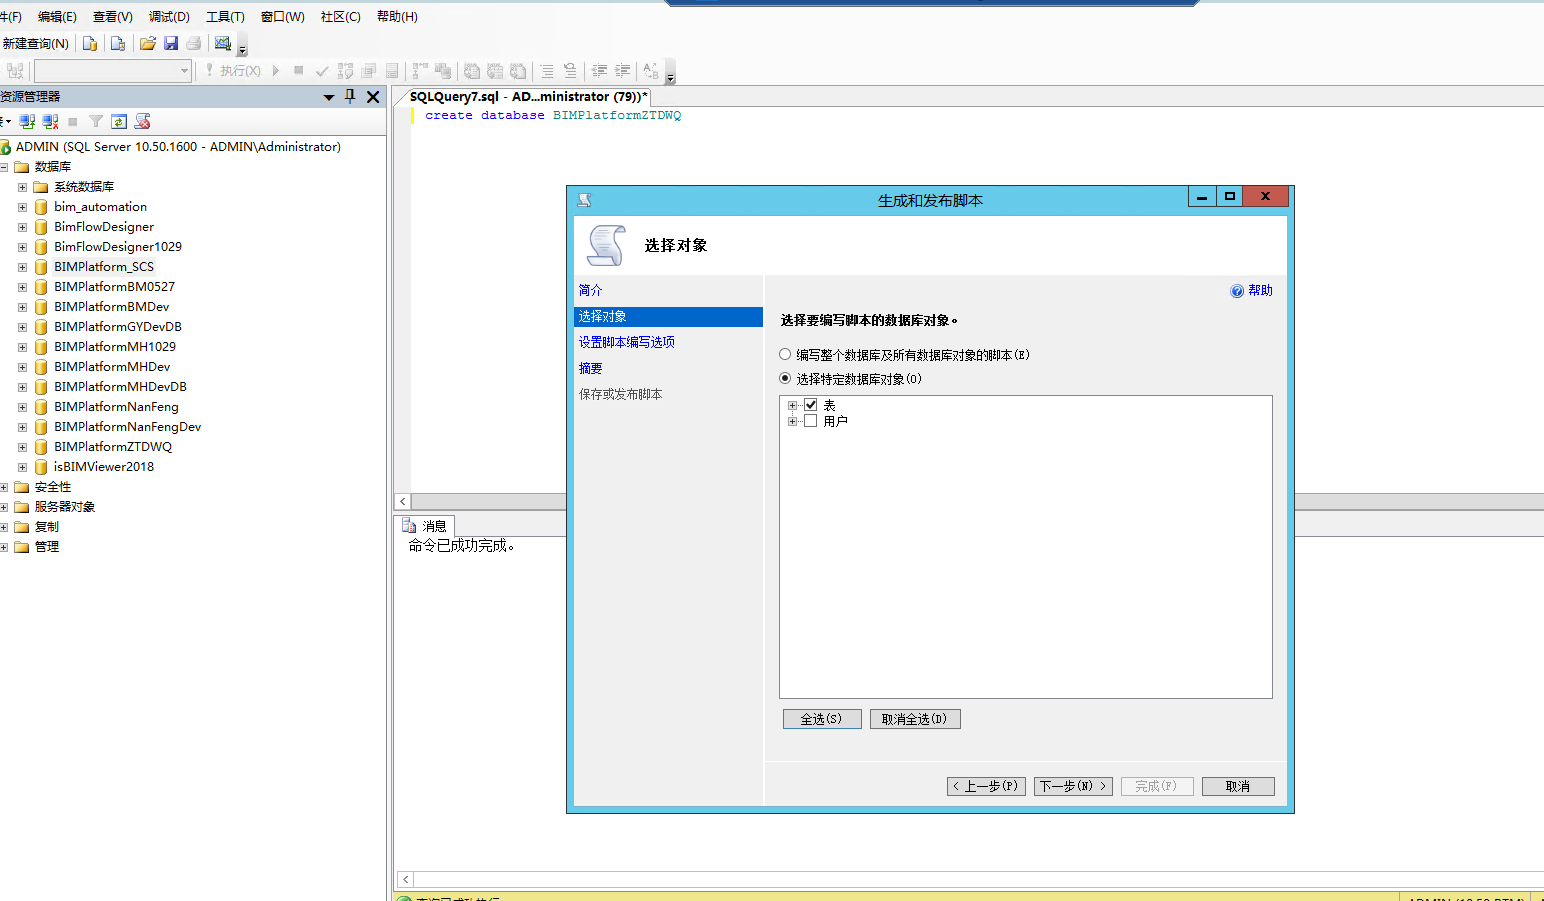 件(F) 编辑(E) 查看(V) 调试(D) 工具(T) 窗口(W) 社区(C) 帮助(H)
新建查询(N)
执行(X)
资源管理器
ADMIN (SQL Server 10.50.1600 - ADMIN\Administrator)
数据库
系统数据库
bim_automation
BimFlowDesigner
BimFlowDesigner1029
BIMPlatform_SCS
BIMPlatformBM0527
BIMPlatformBMDev
BIMPlatformGYDevDB
BIMPlatformMH1029
BIMPlatformMHDev
BIMPlatformMHDevDB
BIMPlatformNanFeng
BIMPlatformNanFengDev
BIMPlatformZTDWQ
isBIMViewer2018
安全性
服务器对象
复制
管理
SQLQuery7.sql - AD...ministrator (79))*
create database BIMPlatformZTDWQ
消息
命令已成功完成。
生成和发布脚本
选择对象
简介
选择对象
设置脚本编写选项
摘要
保存或发布脚本
帮助
选择要编写脚本的数据库对象。
编写整个数据库及所有数据库对象的脚本(E)
选择特定数据库对象(O)
表
用户
全选(S) 取消全选(D)
< 上一步(P) 下一步(N) > 完成(F) 取消